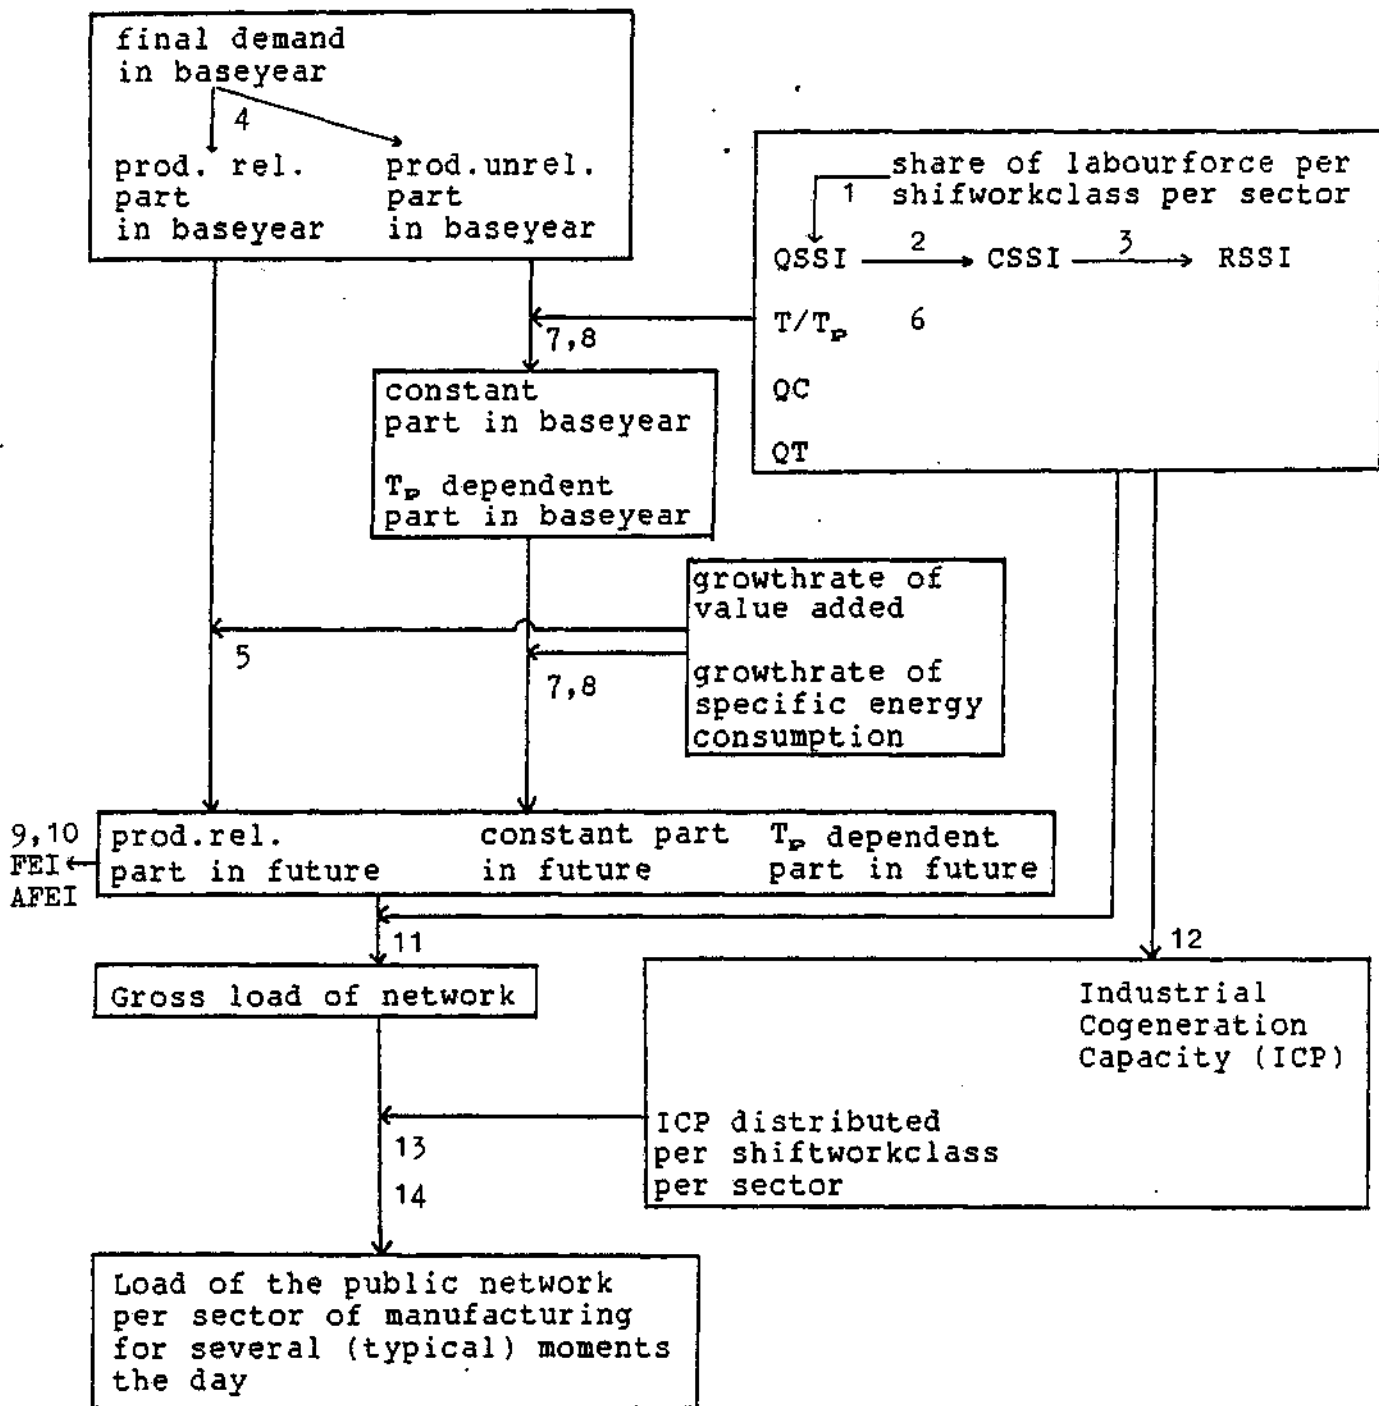 final demand
in baseyear
4
prod. rel.
part
in baseyear
prod.unrel.
part
in baseyear
share of labourforce per
shifworkclass per sector
1
QSSI
2
CSSI
3
RSSI
T/Tp
6
QC
QT
7,8
constant
part in baseyear
Tp dependent
part in baseyear
growthrate of
value added
growthrate of
specific energy
consumption
5
7,8
9,10
FEI
AFEI
prod.rel.
part in future
constant part
in future
Tp dependent
part in future
11
12
Gross load of network
Industrial
Cogeneration
Capacity (ICP)
ICP distributed
per shiftworkclass
per sector
13
14
Load of the public network
per sector of manufacturing
for several (typical) moments
the day